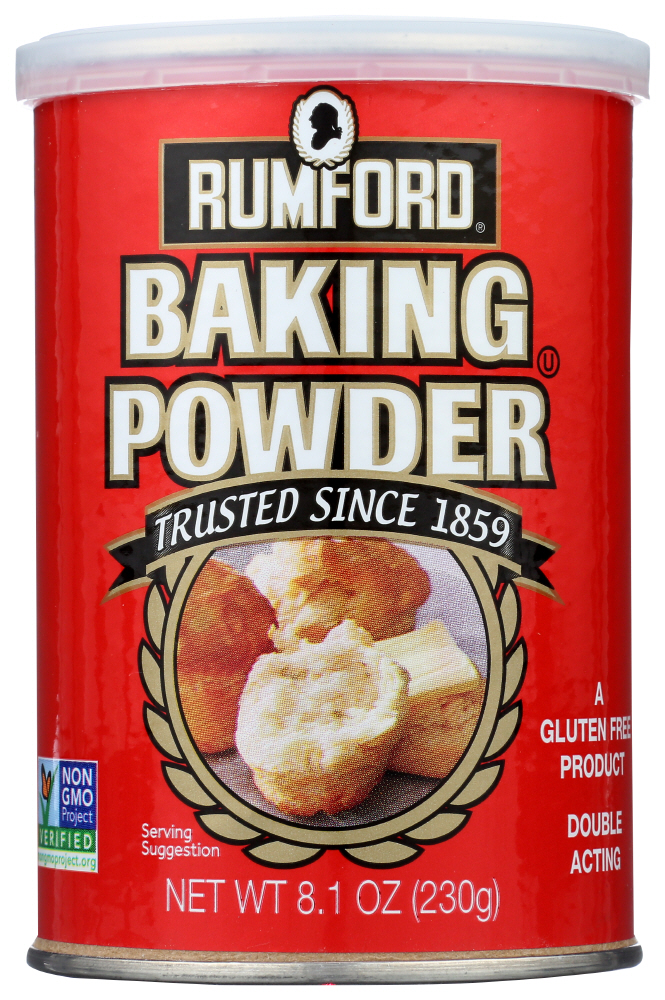 RUMFORD®
BAKING
POWDER
TRUSTED SINCE 1859
A
GLUTEN FREE
PRODUCT
DOUBLE
ACTING
NON
GMO
Project
VERIFIED
Serving
Suggestion
NET WT 8.1 OZ (230g)